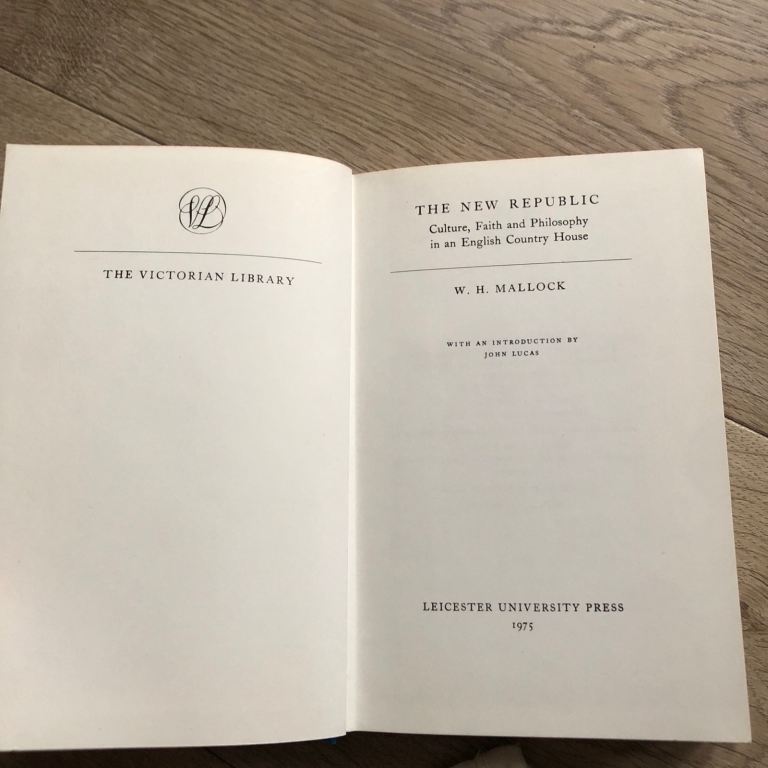 VL
THE VICTORIAN LIBRARY
THE NEW REPUBLIC
Culture, Faith and Philosophy
in an English Country House
W. H. MALLOCK
WITH AN INTRODUCTION BY
JOHN LUCAS
LEICESTER UNIVERSITY PRESS
1975